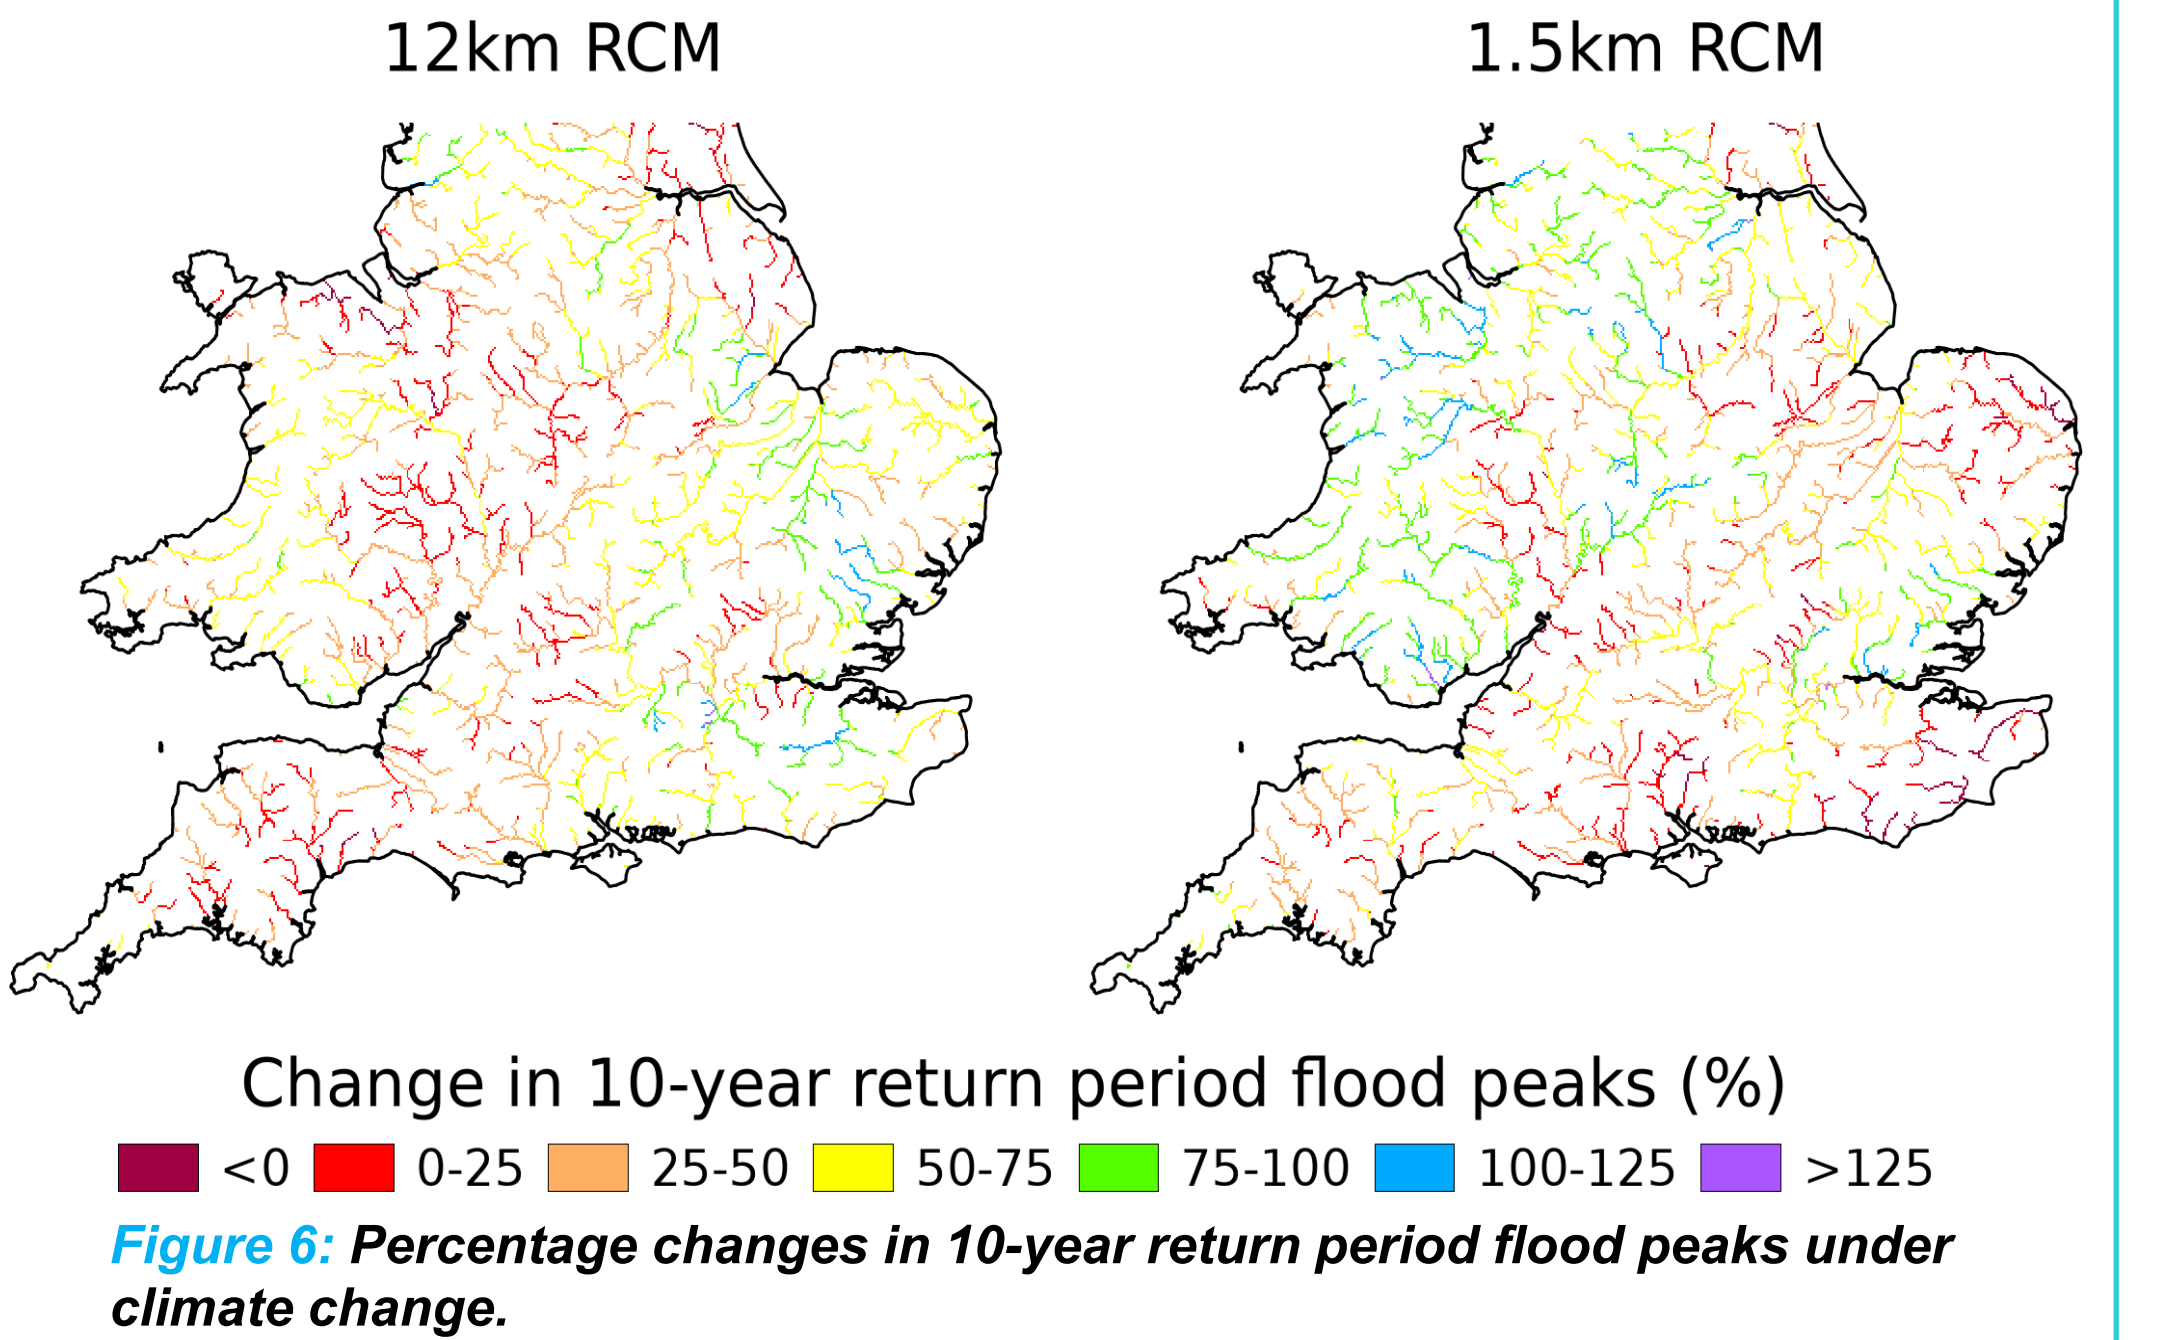 12km RCM
1.5km RCM
Change in 10-year return period flood peaks (%)
<0 0-25 25-50 50-75 75-100 100-125 >125
Figure 6: Percentage changes in 10-year return period flood peaks under
climate change.